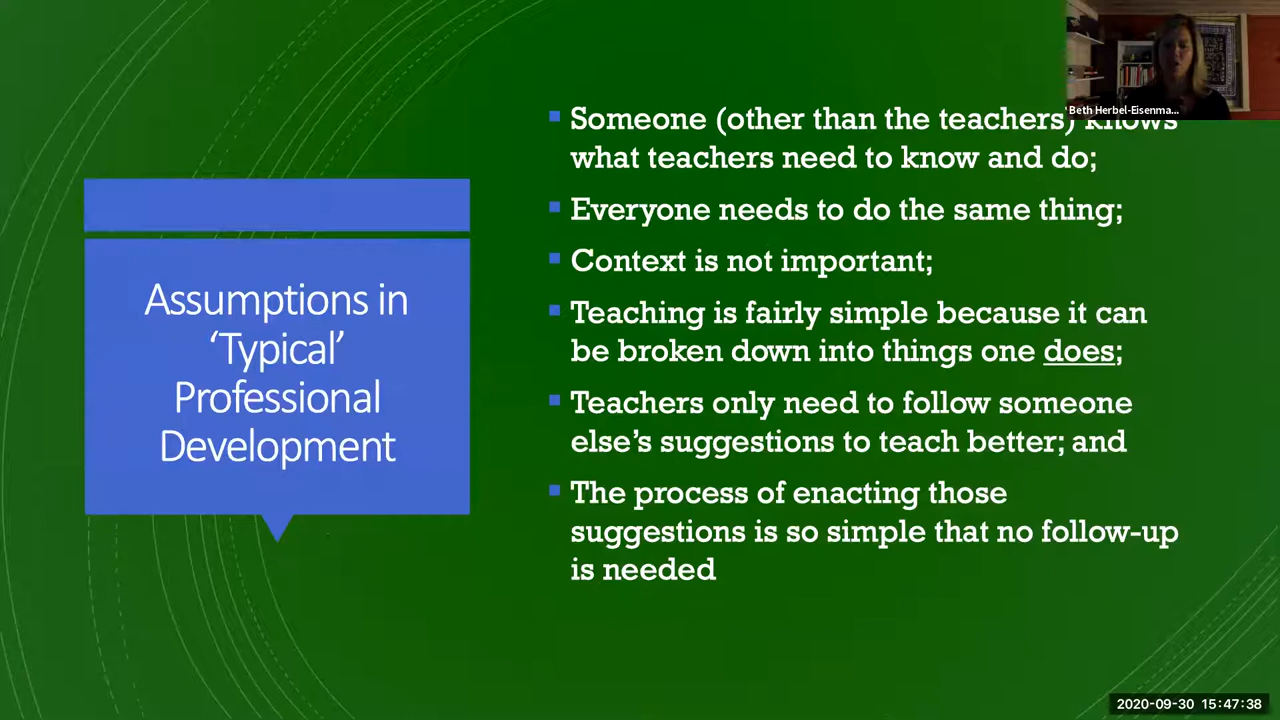 Beth Herbel-Eisenma...
Someone (other than the teachers) knows
what teachers need to know and do;
Everyone needs to do the same thing;
Context is not important;
Teaching is fairly simple because it can
be broken down into things one does;
Teachers only need to follow someone
else's suggestions to teach better; and
The process of enacting those
suggestions is so simple that no follow-up
is needed
Assumptions in
‘Typical’
Professional
Development
2020-09-30 15:47:38